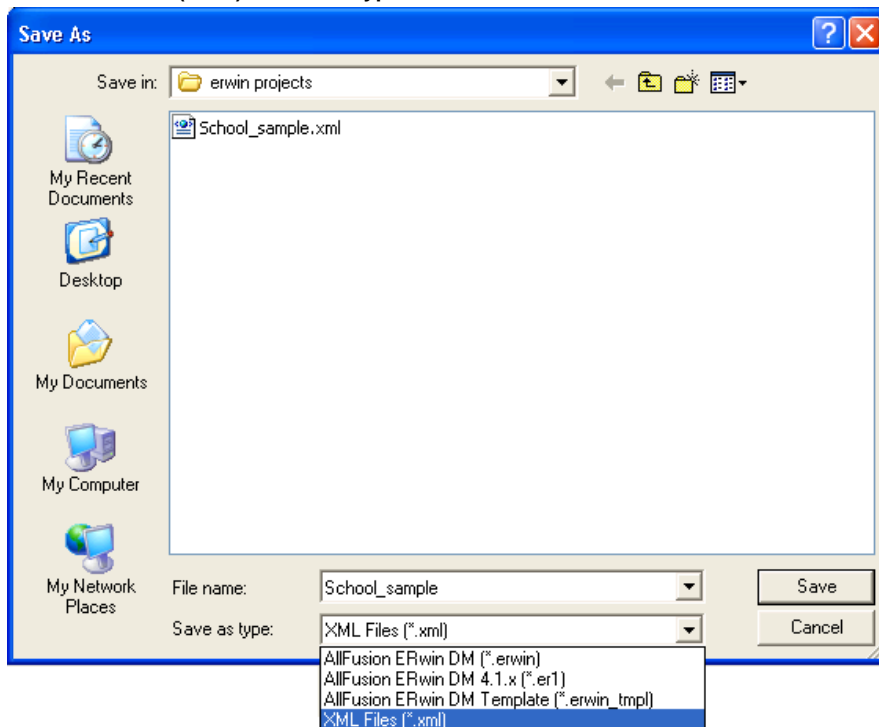 Save As
Save in:
erwin projects
School_sample.xml
My Recent
Documents
Desktop
My Documents
My Computer
My Network
Places
File name:
School_sample
Save
Save as type:
XML Files (*.xml)
Cancel
AllFusion ERwin DM (*.erwin)
AllFusion ERwin DM 4.1.x (*.er1)
AllFusion ERwin DM Template (*.erwin_tmpl)
XML Files (*.xml)